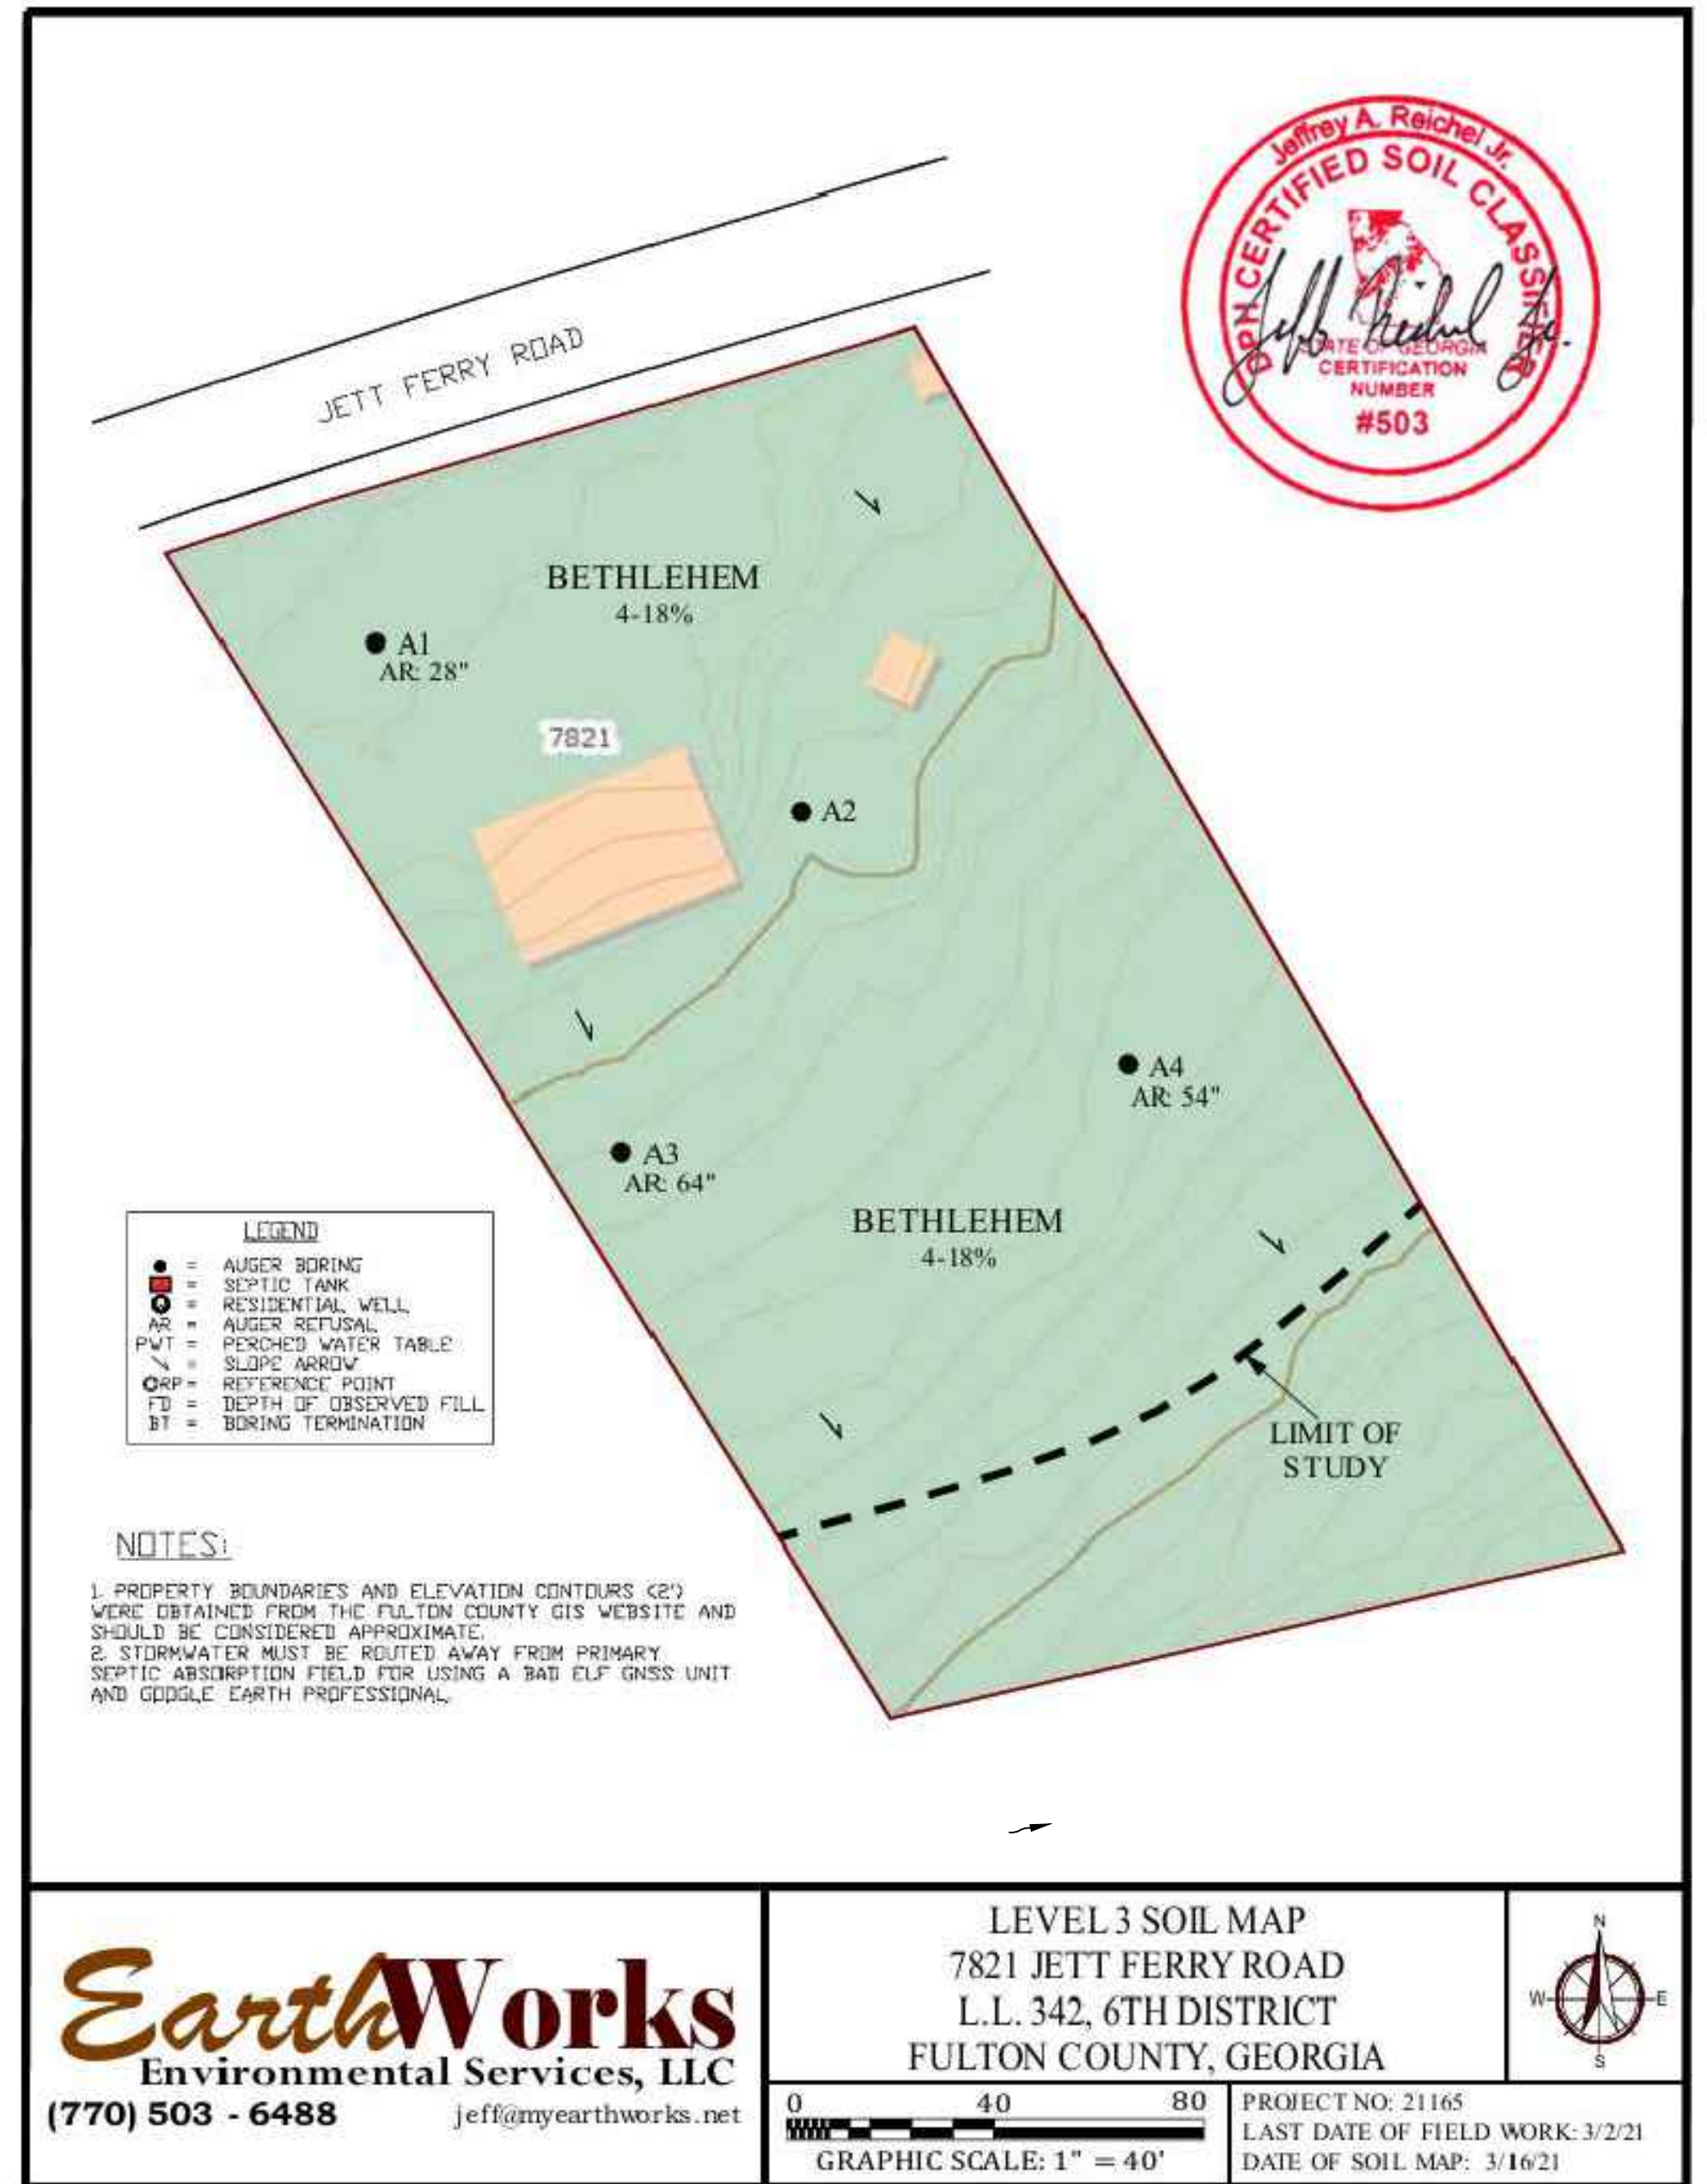 Jeffrey A. Reichel Jr.
DPH CERTIFIED SOIL CLASSIFIER
STATE OF GEORGIA
CERTIFICATION
NUMBER
#503
JETT FERRY ROAD
BETHLEHEM
4-18%
A1
AR: 28"
7821
A2
A4
AR: 54"
A3
AR: 64"
BETHLEHEM
4-18%
LIMIT OF
STUDY
LEGEND
= AUGER BORING
= SEPTIC TANK
= RESIDENTIAL WELL
AR = AUGER REFUSAL
PWT = PERCHED WATER TABLE
= SLOPE ARROW
RP = REFERENCE POINT
FD = DEPTH OF OBSERVED FILL
BT = BORING TERMINATION
NOTES:
1. PROPERTY BOUNDARIES AND ELEVATION CONTOURS (2')
WERE OBTAINED FROM THE FULTON COUNTY GIS WEBSITE AND
SHOULD BE CONSIDERED APPROXIMATE.
2. STORMWATER MUST BE ROUTED AWAY FROM PRIMARY
SEPTIC ABSORPTION FIELD FOR USING A BAD ELF GNSS UNIT
AND GOOGLE EARTH PROFESSIONAL.
EarthWorks
Environmental Services, LLC
(770) 503 - 6488 jeff@myearthworks.net
LEVEL 3 SOIL MAP
7821 JETT FERRY ROAD
L.L. 342, 6TH DISTRICT
FULTON COUNTY, GEORGIA
N
W E
S
0 40 80
GRAPHIC SCALE: 1" = 40'
PROJECT NO: 21165
LAST DATE OF FIELD WORK: 3/2/21
DATE OF SOIL MAP: 3/16/21